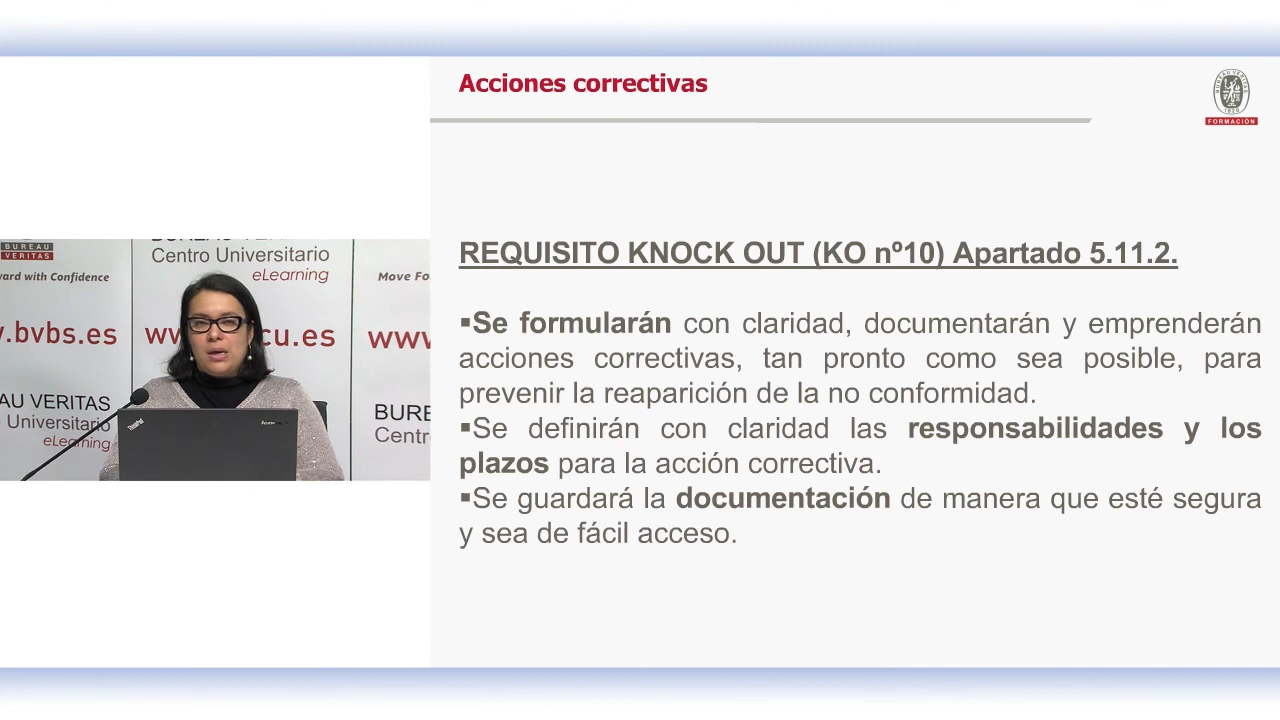 Acciones correctivas
FORMACIÓN
REQUISITO KNOCK OUT (KO nº10) Apartado 5.11.2.
▪Se formularán con claridad, documentarán y emprenderán
acciones correctivas, tan pronto como sea posible, para
prevenir la reaparición de la no conformidad.
▪Se definirán con claridad las responsabilidades y los
plazos para la acción correctiva.
▪Se guardará la documentación de manera que esté segura
y sea de fácil acceso.
BUREAU
VERITAS
Centro Universitario
eLearning
ward with Confidence
Move Fo
.bvbs.es
cu.es
www
AU VERITAS
Universitario
eLearning
BURE
Centr
ThinkPad